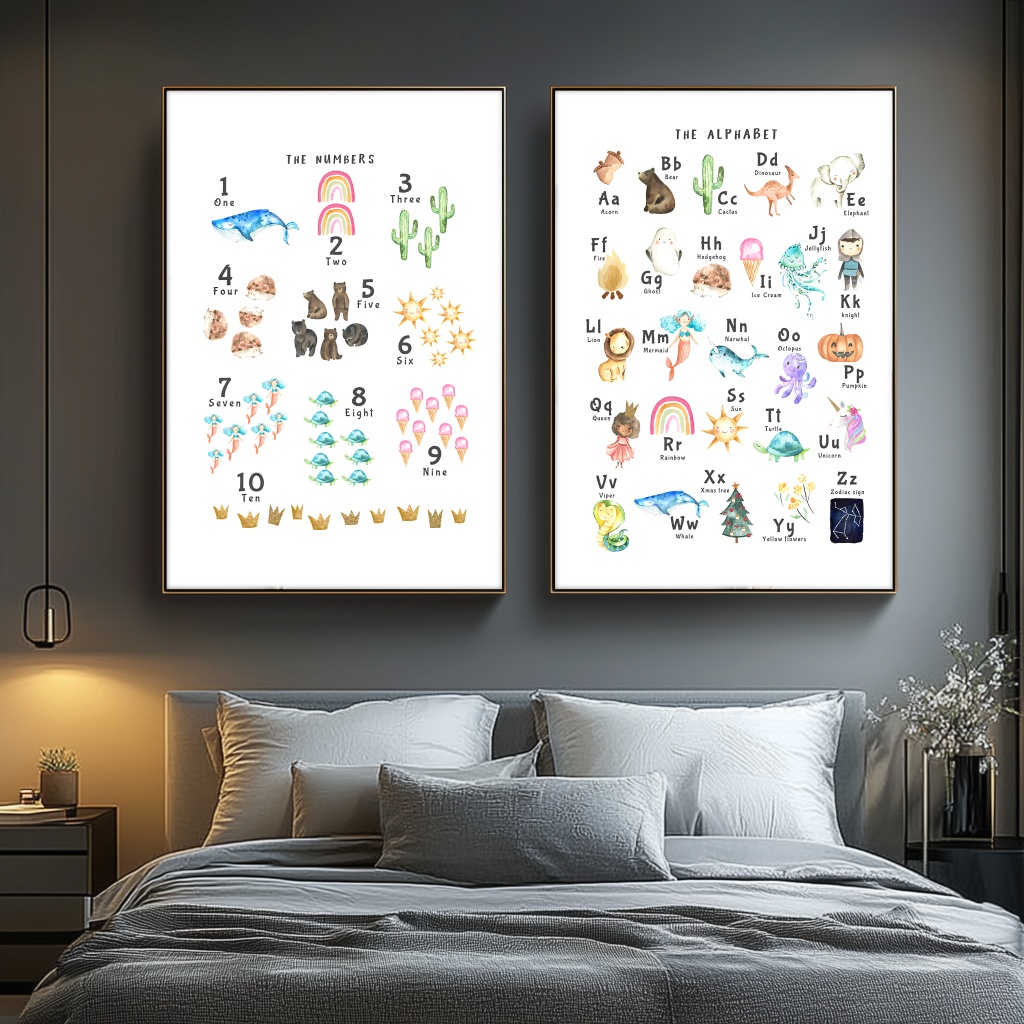 THE NUMBERS
1
One
2
Two
3
Three
4
Four
5
Five
6
Six
7
Seven
8
Eight
9
Nine
10
Ten
THE ALPHABET
Aa
Acorn
Bb
Bear
Cc
Cactus
Dd
Dinosaur
Ee
Elephant
Ff
Fire
Gg
Ghost
Hh
Hedgehog
Ii
Ice Cream
Jj
Jellyfish
Kk
knight
Ll
Lion
Mm
Mermaid
Nn
Narwhal
Oo
Octopus
Pp
Pumpkin
Qq
Queen
Rr
Rainbow
Ss
Sun
Tt
Turtle
Uu
Unicorn
Vv
Viper
Ww
Whale
Xx
Xmas tree
Yy
Yellow flowers
Zz
Zodiac sign